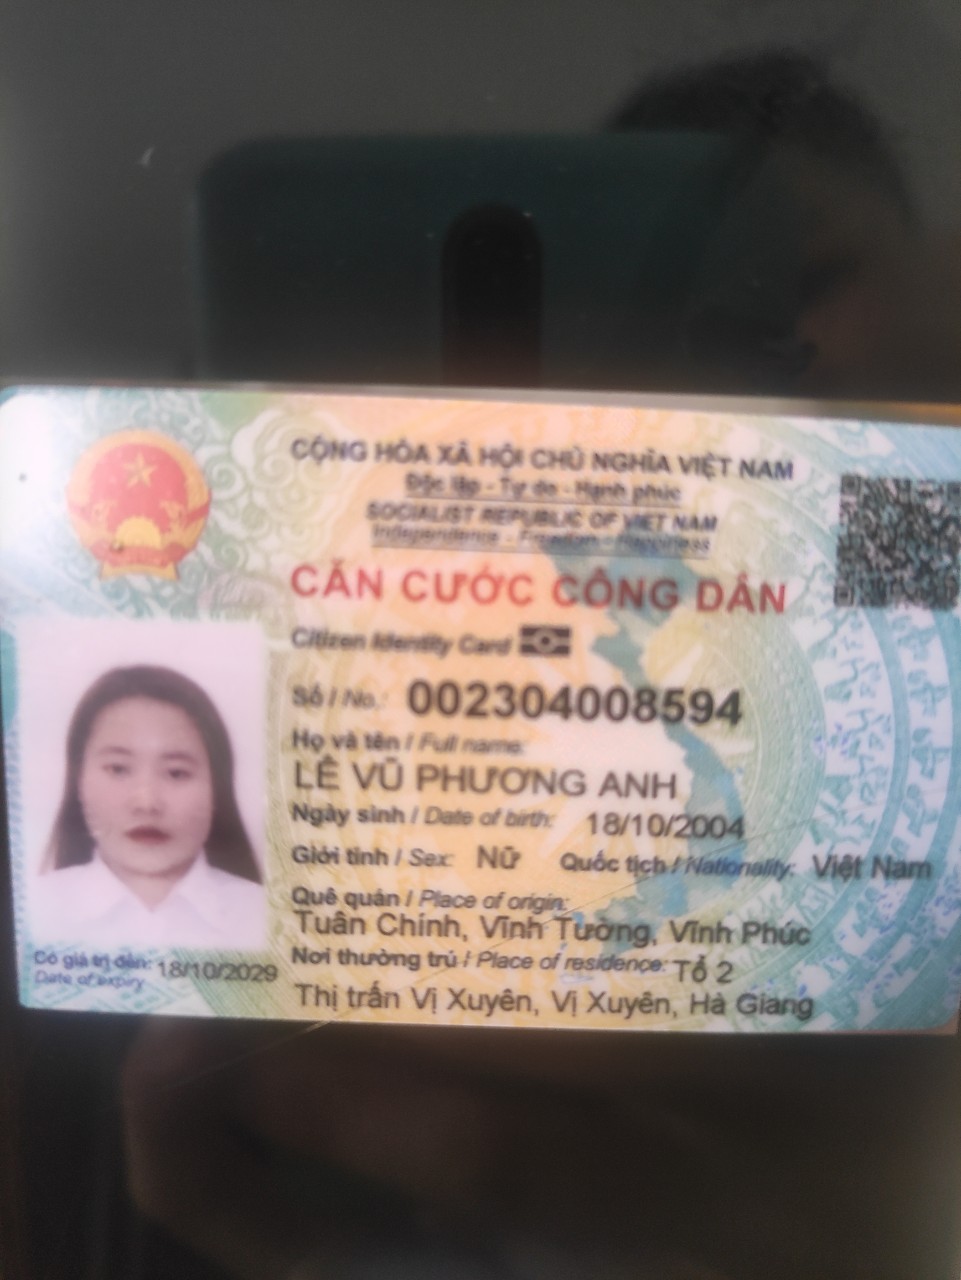 CỘNG HÒA XÃ HỘI CHỦ NGHĨA VIỆT NAM
Độc lập - Tự do - Hạnh phúc
SOCIALIST REPUBLIC OF VIET NAM
Independence - Freedom - Happiness
CĂN CƯỚC CÔNG DÂN
Citizen Identity Card
Số / No.: 002304008594
Họ và tên / Full name:
LÊ VŨ PHƯƠNG ANH
Ngày sinh / Date of birth: 18/10/2004
Giới tính / Sex: Nữ Quốc tịch / Nationality: Việt Nam
Quê quán / Place of origin:
Tuân Chính, Vĩnh Tường, Vĩnh Phúc
Nơi thường trú / Place of residence: Tổ 2
Thị trấn Vị Xuyên, Vị Xuyên, Hà Giang
Có giá trị đến: 18/10/2029
Date of expiry